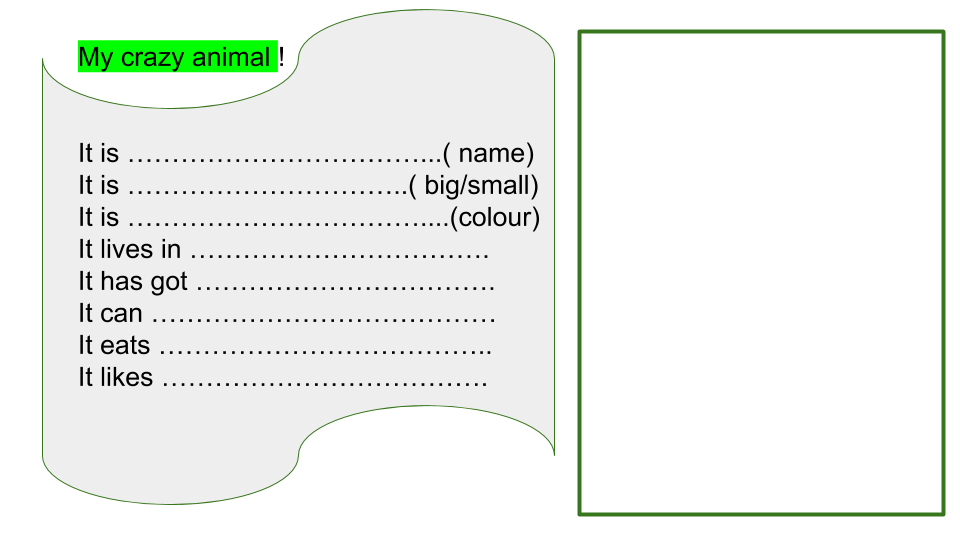 My crazy animal !
It is ……………………………...( name)
It is …………………………..( big/small)
It is ……………………………....(colour)
It lives in …………………………….
It has got …………………………….
It can …………………………………
It eats ………………………………..
It likes ……………………………….